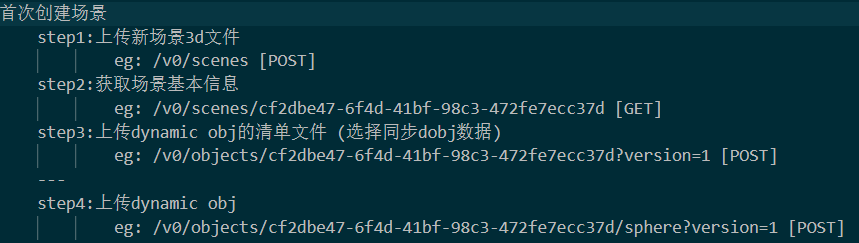 首次创建场景
step1:上传新场景3d文件
eg: /v0/scenes [POST]
step2:获取场景基本信息
eg: /v0/scenes/cf2dbe47-6f4d-41bf-98c3-472fe7ecc37d [GET]
step3:上传dynamic obj的清单文件 (选择同步dobj数据)
eg: /v0/objects/cf2dbe47-6f4d-41bf-98c3-472fe7ecc37d?version=1 [POST]
---
step4:上传dynamic obj
eg: /v0/objects/cf2dbe47-6f4d-41bf-98c3-472fe7ecc37d/sphere?version=1 [POST]